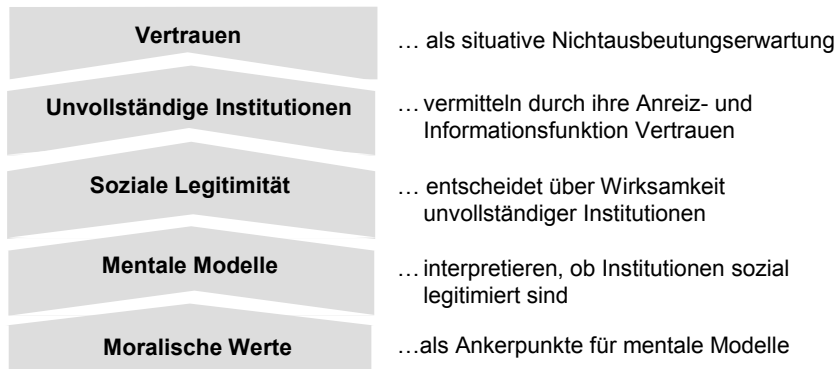 Vertrauen
… als situative Nichtausbeutungserwartung
Unvollständige Institutionen
… vermitteln durch ihre Anreiz- und
Informationsfunktion Vertrauen
Soziale Legitimität
… entscheidet über Wirksamkeit
unvollständiger Institutionen
Mentale Modelle
… interpretieren, ob Institutionen sozial
legitimiert sind
Moralische Werte
…als Ankerpunkte für mentale Modelle